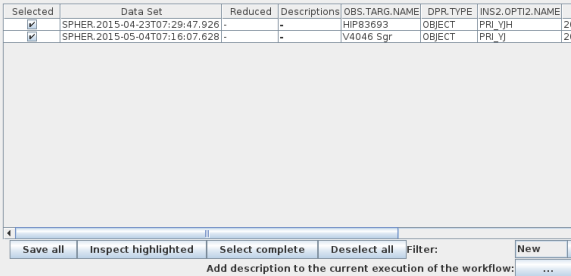 Selected Data Set Reduced Descriptions OBS.TARG.NAME DPR.TYPE INS2.OPTI2.NAME
SPHER.2015-04-23T07:29:47.926 - - HIP83693 OBJECT PRI_YJH
SPHER.2015-05-04T07:16:07.628 - - V4046 Sgr OBJECT PRI_YJ
Save all Inspect highlighted Select complete Deselect all Filter: New
Add description to the current execution of the workflow: ...